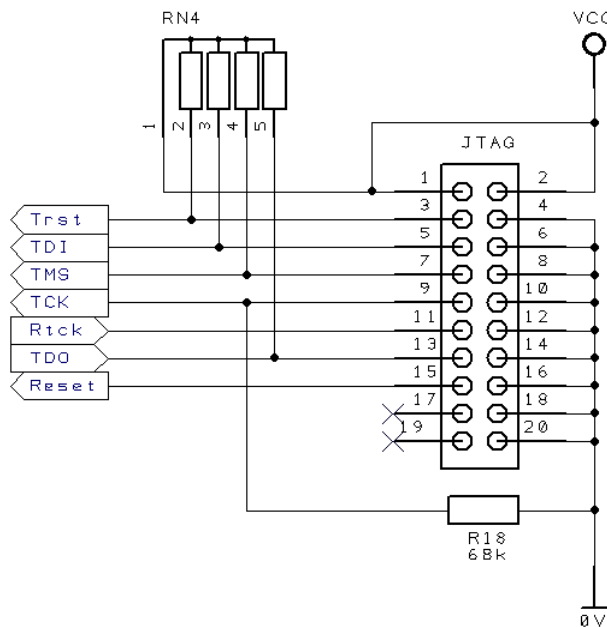 RN4
VCC
1
2
3
4
5
JTAG
1 2
3 4
Trst
5 6
TDI
7 8
TMS
9 10
TCK
11 12
Rtck
13 14
TDO
15 16
Reset
17 18
19 20
R18
68k
0V